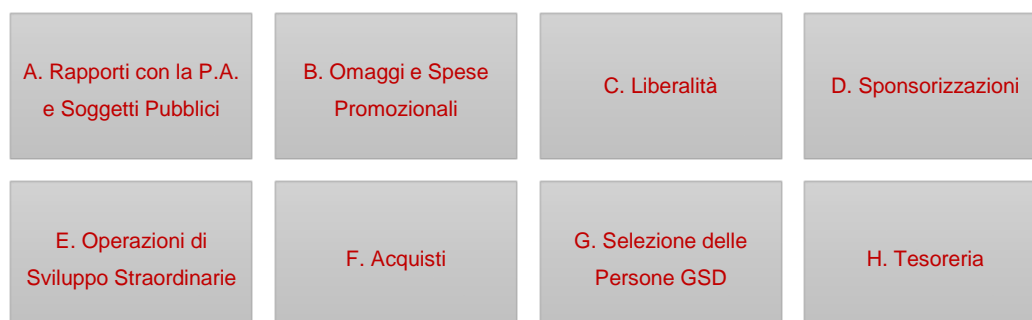 A. Rapporti con la P.A.
e Soggetti Pubblici
B. Omaggi e Spese
Promozionali
C. Liberalità
D. Sponsorizzazioni
E. Operazioni di
Sviluppo Straordinarie
F. Acquisti
G. Selezione delle
Persone GSD
H. Tesoreria